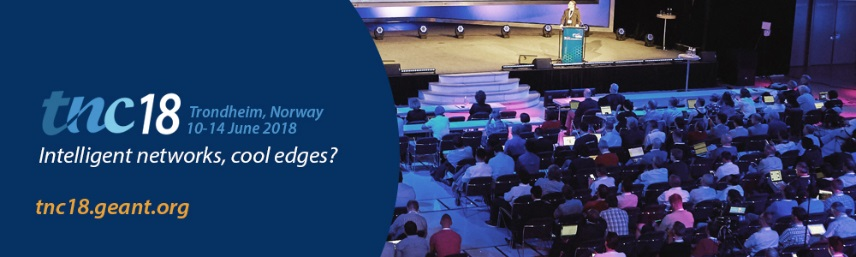 tnc18
Trondheim, Norway
10-14 June 2018
Intelligent networks, cool edges?
tnc18.geant.org